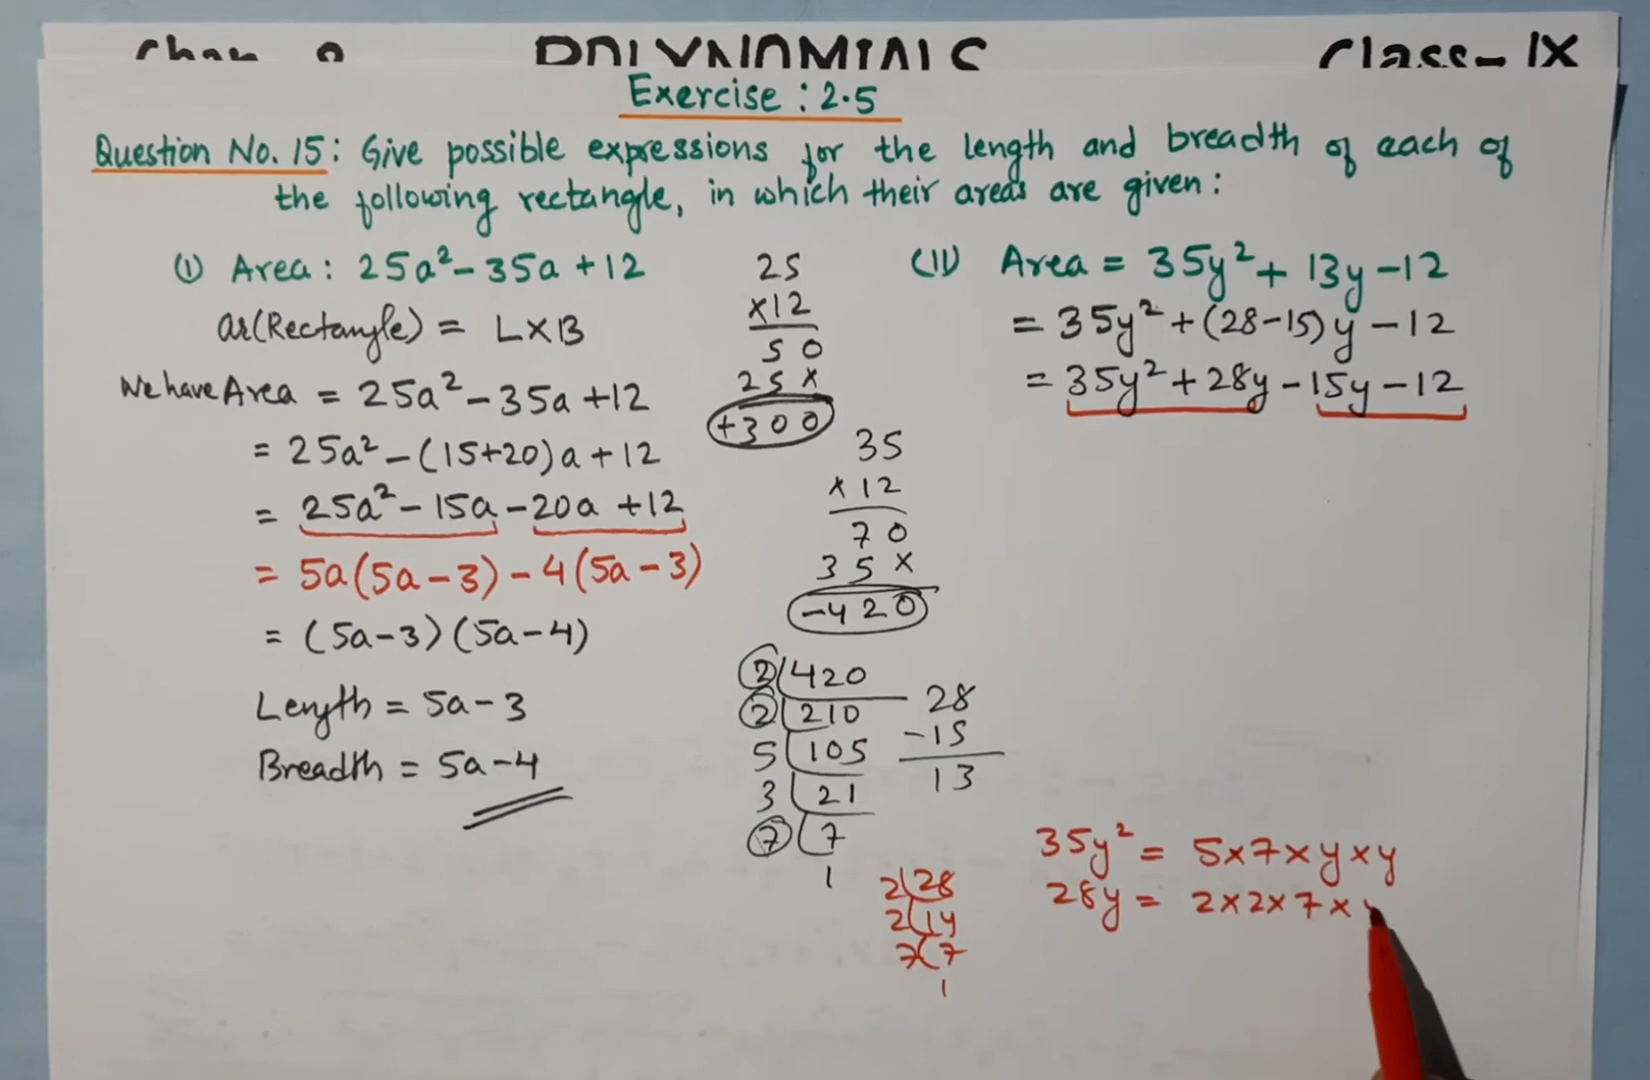 POLYNOMIALS Class-IX
Exercise : 2.5
Question No. 15: Give possible expressions for the length and breadth of each of
the following rectangle, in which their areas are given :
(i) Area : 25a² - 35a + 12
ar(Rectangle) = L×B
We have Area = 25a² - 35a + 12
= 25a² - (15+20)a + 12
= 25a² - 15a - 20a + 12
= 5a(5a - 3) - 4(5a - 3)
= (5a - 3)(5a - 4)
Length = 5a - 3
Breadth = 5a - 4
25
×12
50
25×
+300
35
×12
70
35×
-420
2 420
2 210
5 105
3 21
7 7
1
28
-15
13
(II) Area = 35y² + 13y - 12
= 35y² + (28-15)y - 12
= 35y² + 28y - 15y - 12
2 28
2 14
7 7
1
35y² = 5×7×y×y
28y = 2×2×7×